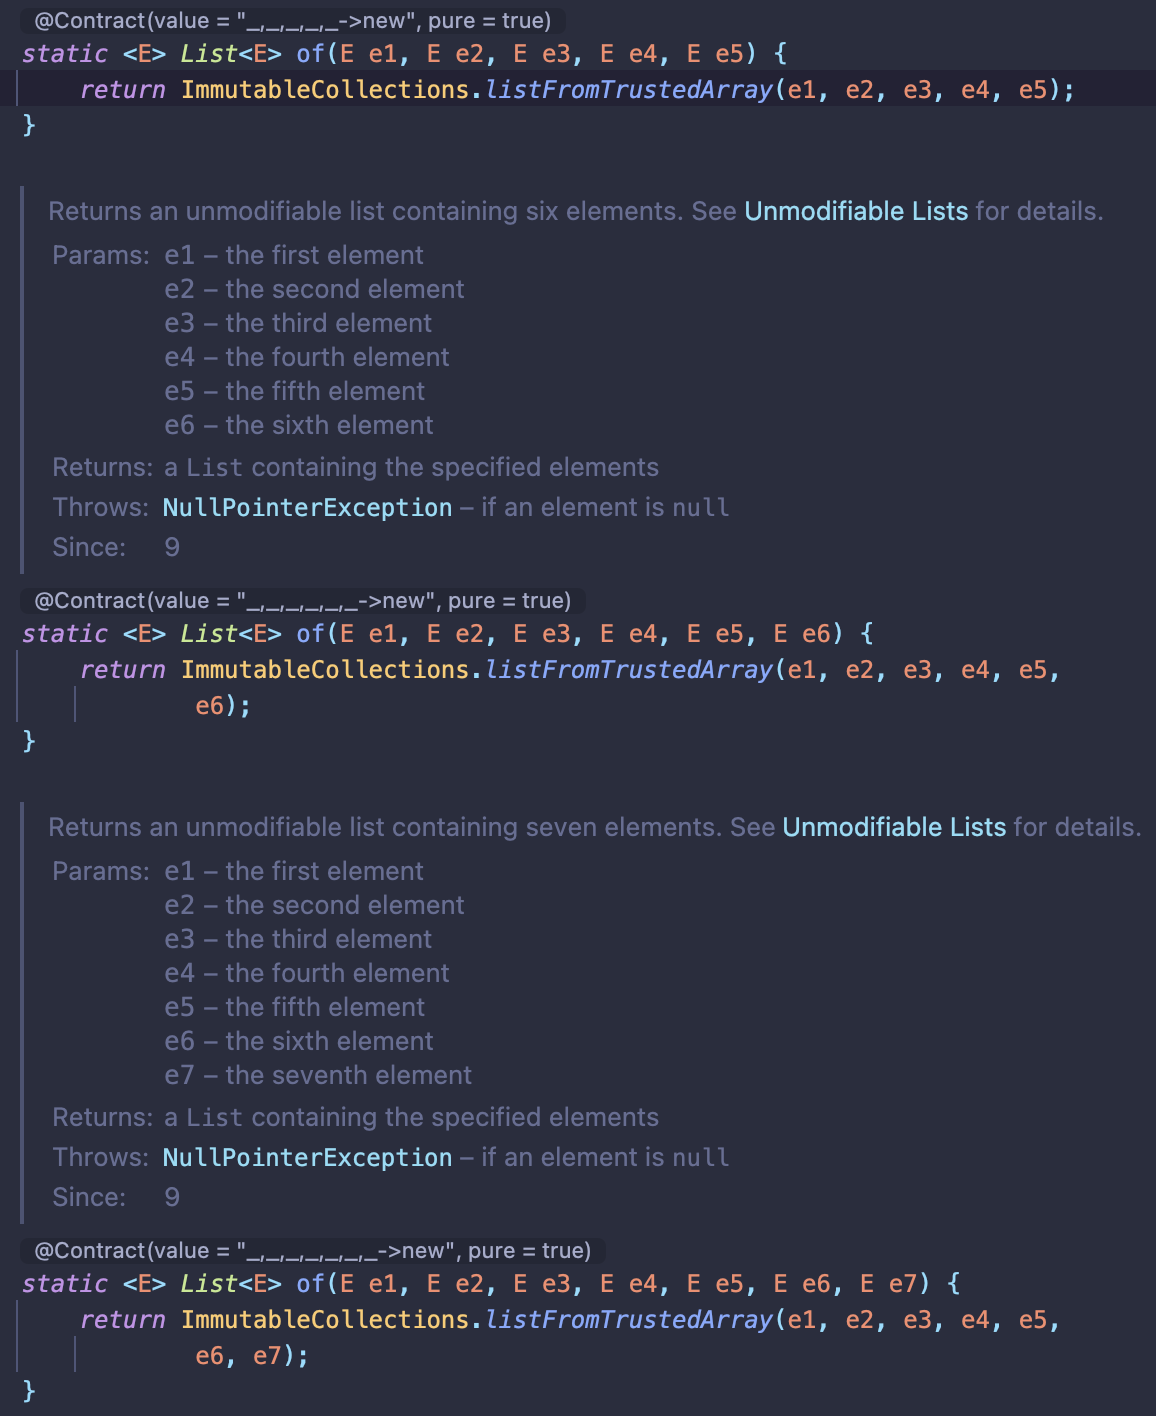 @Contract(value = "_,_,_,_,_->new", pure = true)
static <E> List<E> of(E e1, E e2, E e3, E e4, E e5) {
return ImmutableCollections.listFromTrustedArray(e1, e2, e3, e4, e5);
}
Returns an unmodifiable list containing six elements. See Unmodifiable Lists for details.
Params: e1 – the first element
e2 – the second element
e3 – the third element
e4 – the fourth element
e5 – the fifth element
e6 – the sixth element
Returns: a List containing the specified elements
Throws: NullPointerException – if an element is null
Since: 9
@Contract(value = "_,_,_,_,_,_->new", pure = true)
static <E> List<E> of(E e1, E e2, E e3, E e4, E e5, E e6) {
return ImmutableCollections.listFromTrustedArray(e1, e2, e3, e4, e5,
e6);
}
Returns an unmodifiable list containing seven elements. See Unmodifiable Lists for details.
Params: e1 – the first element
e2 – the second element
e3 – the third element
e4 – the fourth element
e5 – the fifth element
e6 – the sixth element
e7 – the seventh element
Returns: a List containing the specified elements
Throws: NullPointerException – if an element is null
Since: 9
@Contract(value = "_,_,_,_,_,_,_->new", pure = true)
static <E> List<E> of(E e1, E e2, E e3, E e4, E e5, E e6, E e7) {
return ImmutableCollections.listFromTrustedArray(e1, e2, e3, e4, e5,
e6, e7);
}